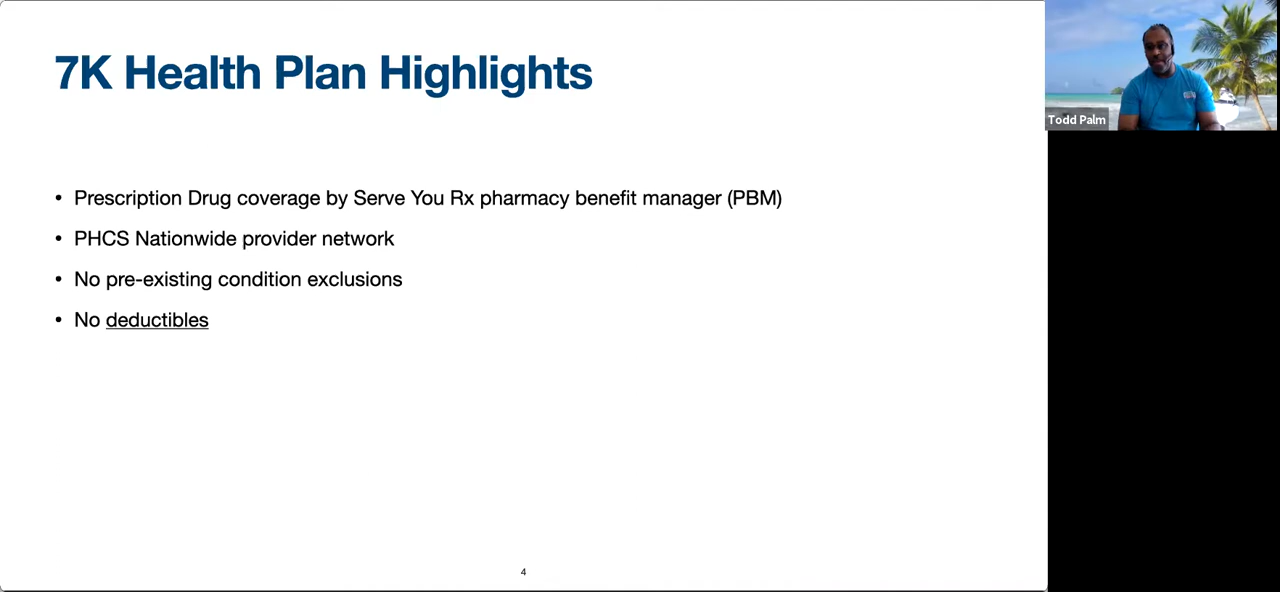 7K Health Plan Highlights
• Prescription Drug coverage by Serve You Rx pharmacy benefit manager (PBM)
• PHCS Nationwide provider network
• No pre-existing condition exclusions
• No deductibles
4
Todd Palm